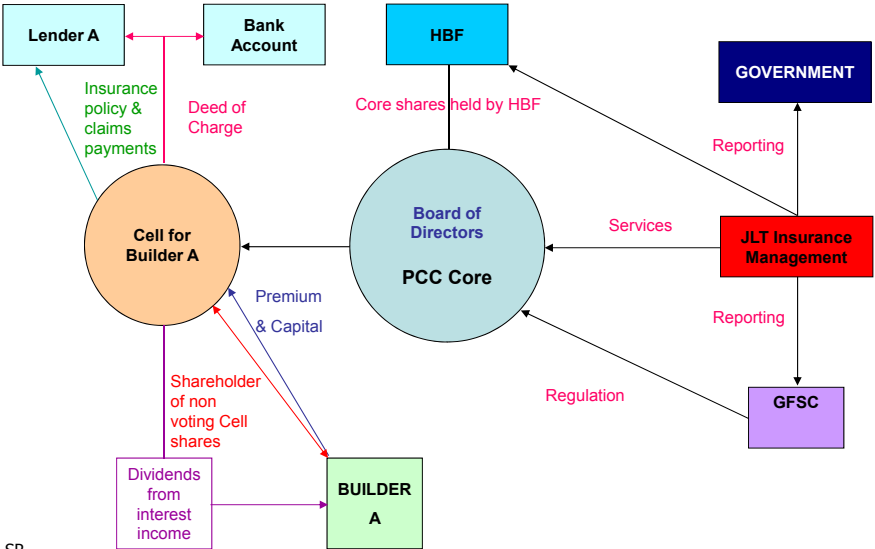 Lender A
Bank
Account
HBF
GOVERNMENT
Insurance
policy &
claims
payments
Deed of
Charge
Core shares held by HBF
Reporting
Cell for
Builder A
Board of
Directors
PCC Core
Services
JLT Insurance
Management
Premium
& Capital
Reporting
Shareholder
of non
voting Cell
shares
Regulation
GFSC
Dividends
from
interest
income
BUILDER
A